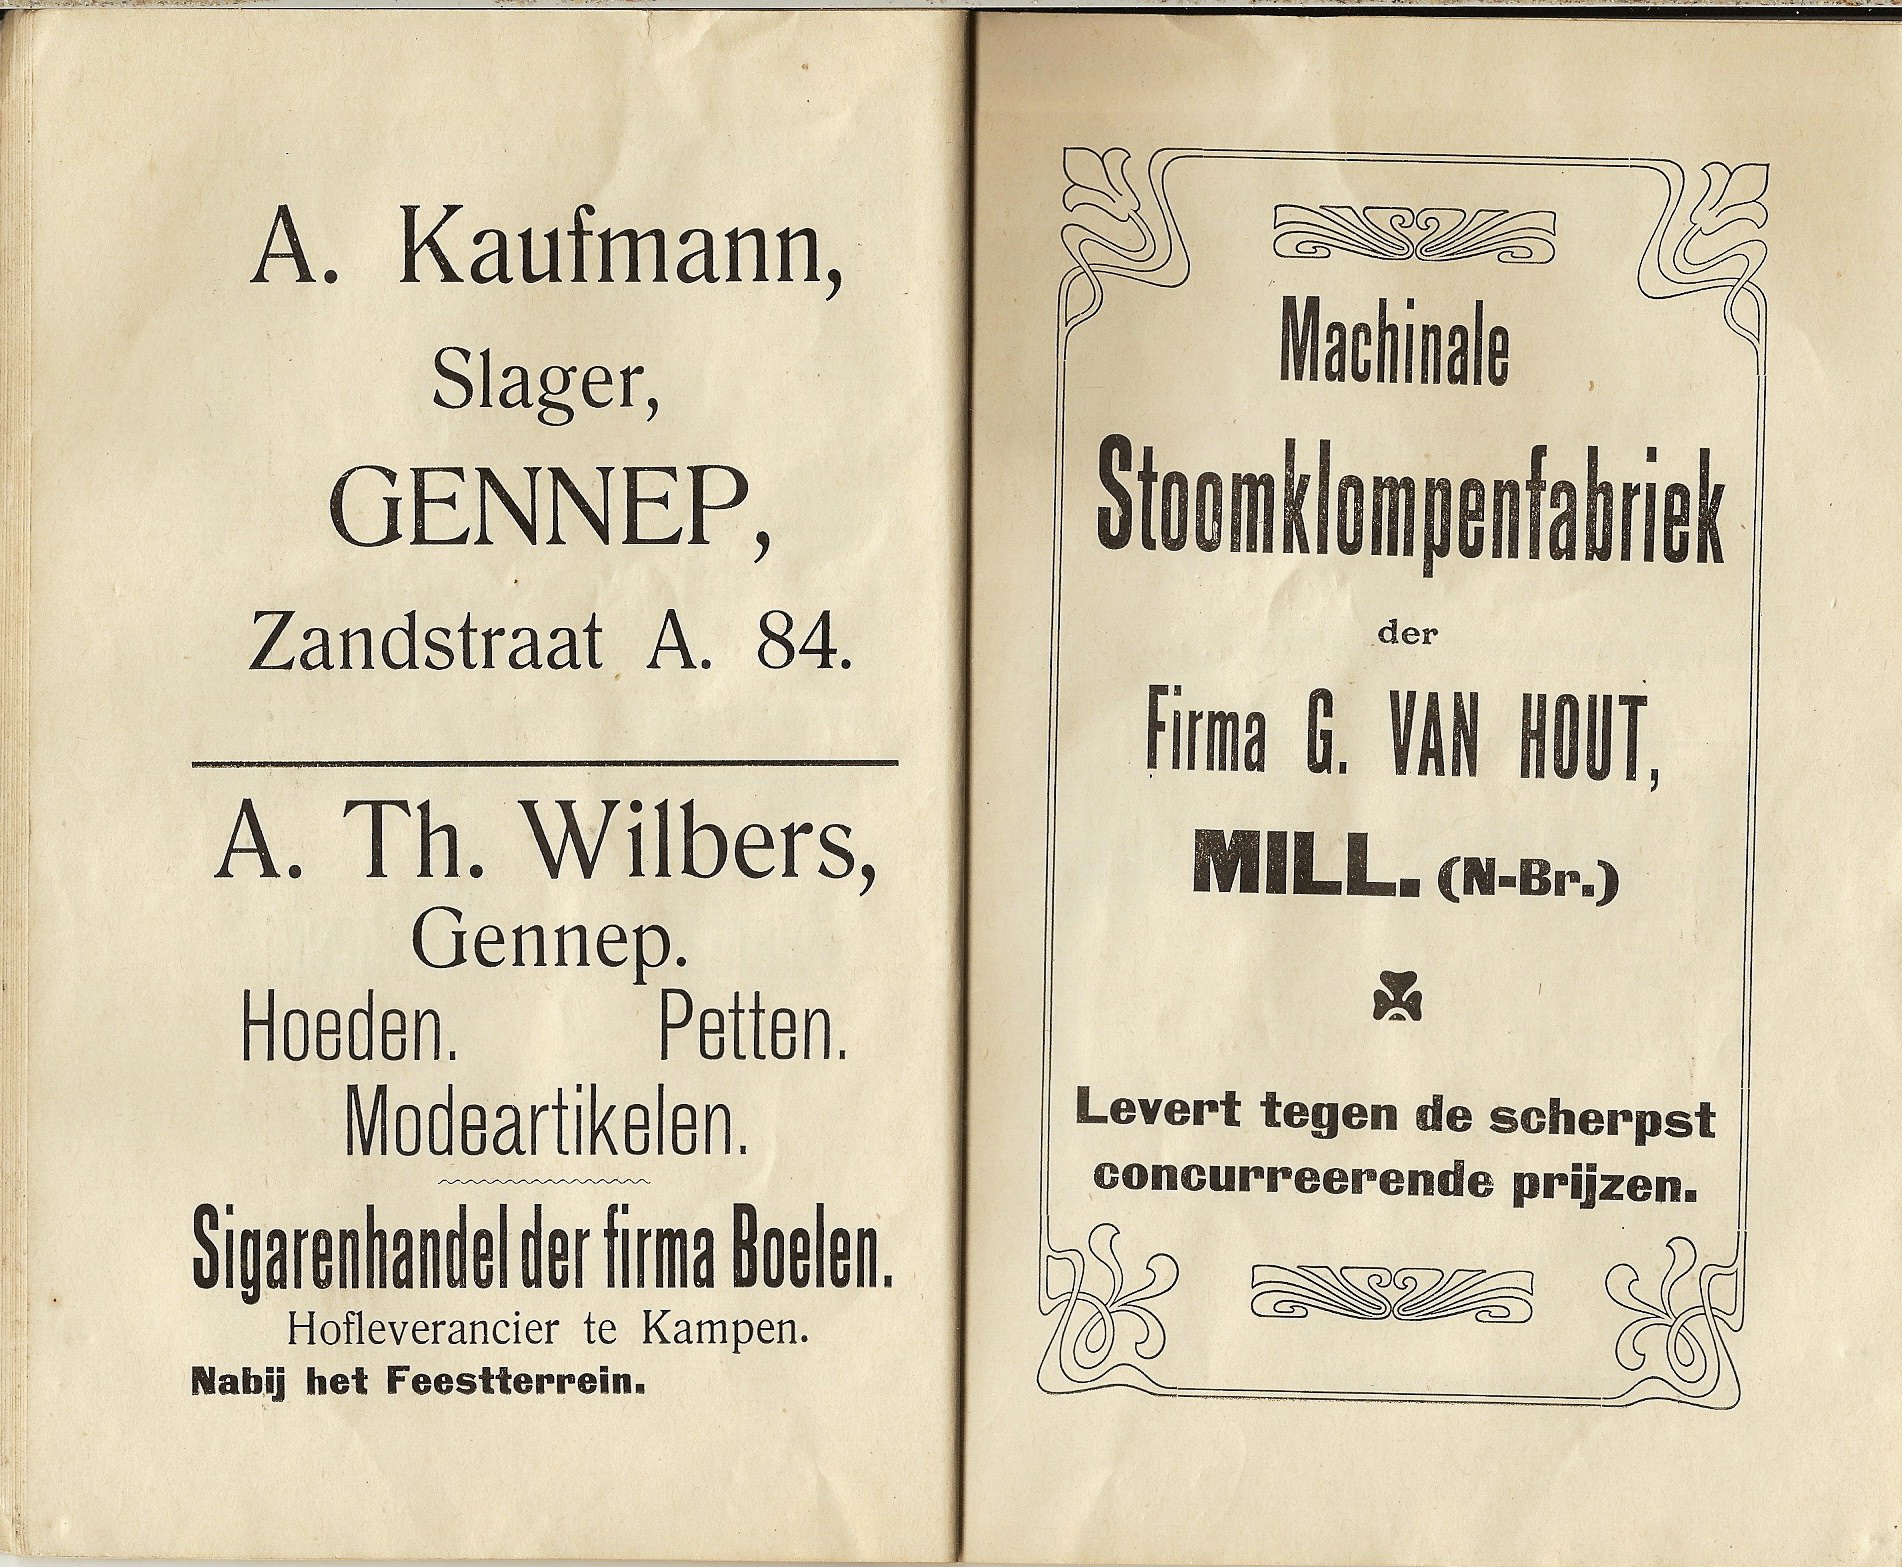 A. Kaufmann,
Slager,
GENNEP,
Zandstraat A. 84.
A. Th. Wilbers,
Gennep.
Hoeden. Petten.
Modeartikelen.
Sigarenhandel der firma Boelen.
Hofleverancier te Kampen.
Nabij het Feestterrein.
Machinale
Stoomklompenfabriek
der
Firma G. VAN HOUT,
MILL. (N-Br.)
Levert tegen de scherpst
concurreerende prijzen.